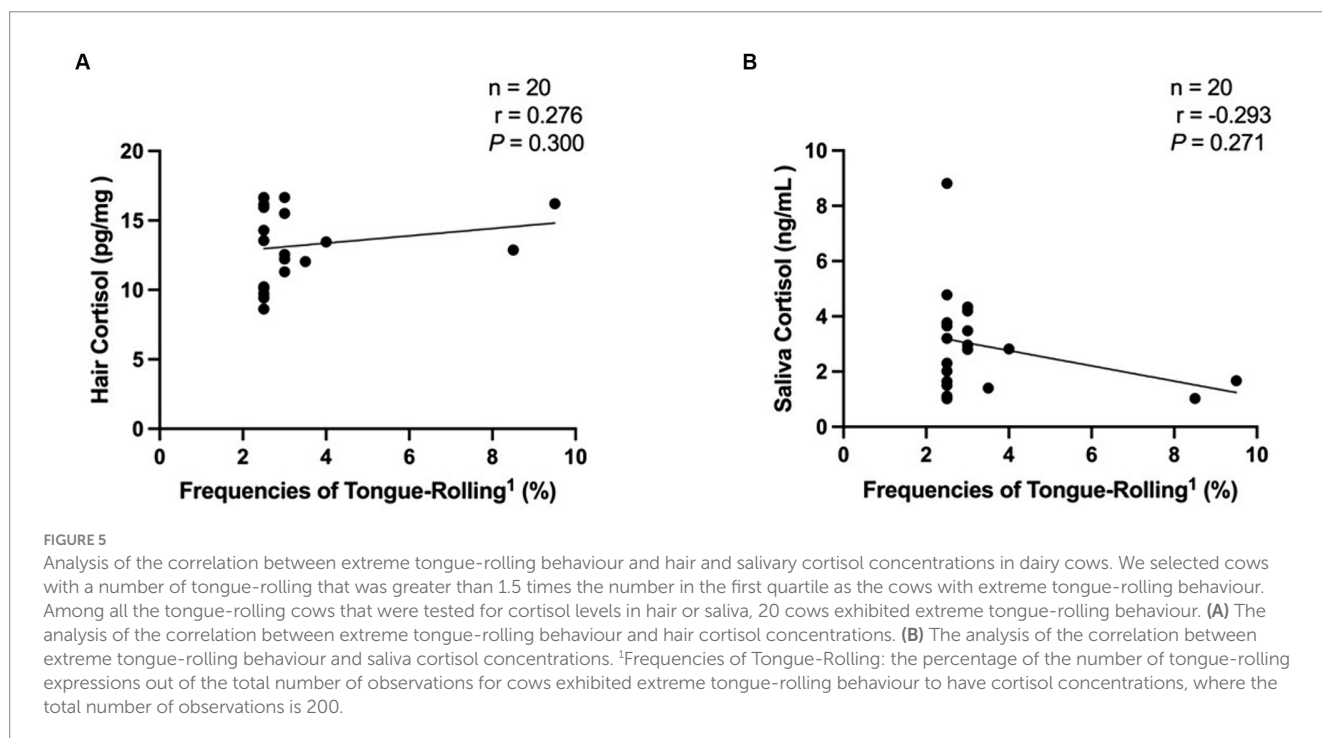 A
n = 20
r = 0.276
P = 0.300
20
15
10
5
0
Hair Cortisol (pg/mg )
0 2 4 6 8 10
Frequencies of Tongue-Rolling¹ (%)
B
n = 20
r = -0.293
P = 0.271
10
8
6
4
2
0
Saliva Cortisol (ng/mL )
0 2 4 6 8 10
Frequencies of Tongue-Rolling¹ (%)
FIGURE 5
Analysis of the correlation between extreme tongue-rolling behaviour and hair and salivary cortisol concentrations in dairy cows. We selected cows
with a number of tongue-rolling that was greater than 1.5 times the number in the first quartile as the cows with extreme tongue-rolling behaviour.
Among all the tongue-rolling cows that were tested for cortisol levels in hair or saliva, 20 cows exhibited extreme tongue-rolling behaviour. (A) The
analysis of the correlation between extreme tongue-rolling behaviour and hair cortisol concentrations. (B) The analysis of the correlation between
extreme tongue-rolling behaviour and saliva cortisol concentrations. ¹Frequencies of Tongue-Rolling: the percentage of the number of tongue-rolling
expressions out of the total number of observations for cows exhibited extreme tongue-rolling behaviour to have cortisol concentrations, where the
total number of observations is 200.